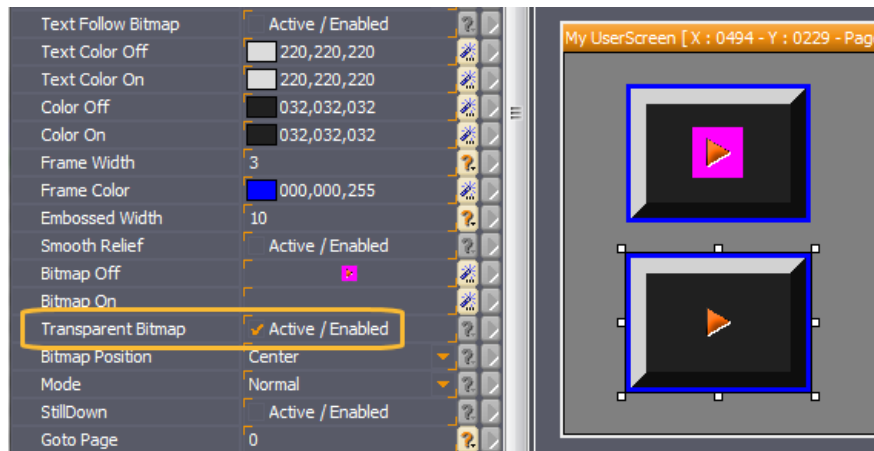 Text Follow Bitmap Active / Enabled
Text Color Off 220,220,220
Text Color On 220,220,220
Color Off 032,032,032
Color On 032,032,032
Frame Width 3
Frame Color 000,000,255
Embossed Width 10
Smooth Relief Active / Enabled
Bitmap Off
Bitmap On
Transparent Bitmap Active / Enabled
Bitmap Position Center
Mode Normal
StillDown Active / Enabled
Goto Page 0
My UserScreen [ X : 0494 - Y : 0229 - Pag